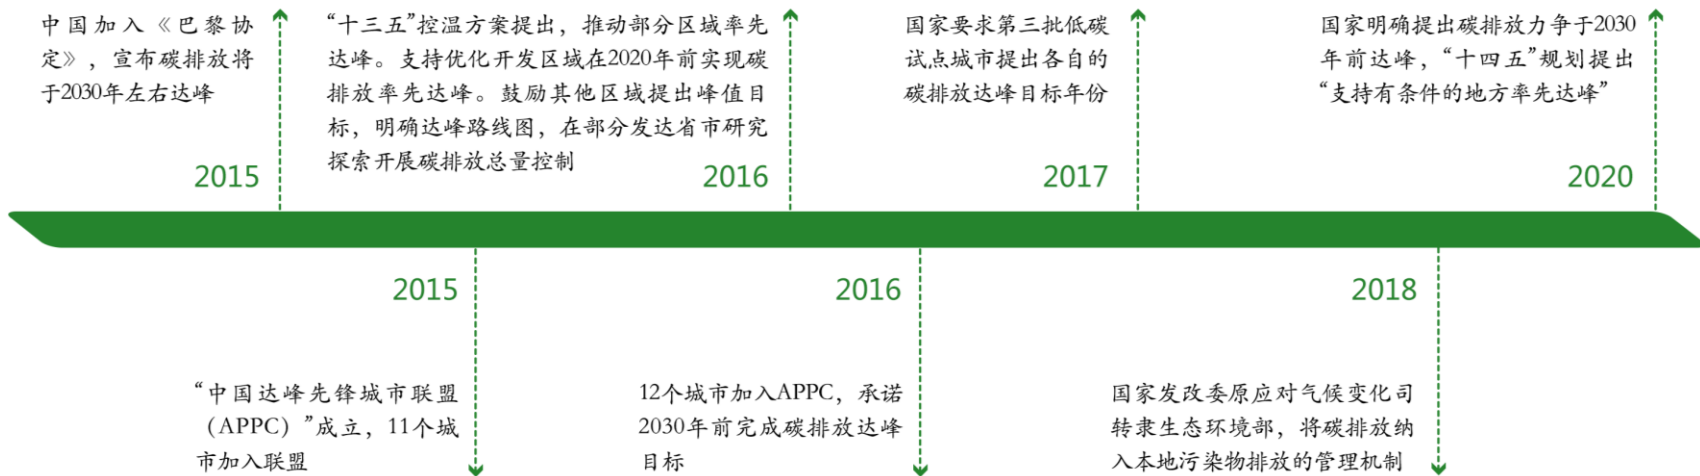 中国加入《巴黎协
定》，宣布碳排放将
于2030年左右达峰
2015
“十三五”控温方案提出，推动部分区域率先
达峰。支持优化开发区域在2020年前实现碳
排放率先达峰。鼓励其他区域提出峰值目
标，明确达峰路线图，在部分发达省市研究
探索开展碳排放总量控制
2016
国家要求第三批低碳
试点城市提出各自的
碳排放达峰目标年份
2017
国家明确提出碳排放力争于2030
年前达峰，“十四五”规划提出
“支持有条件的地方率先达峰”
2020
2015
“中国达峰先锋城市联盟
（APPC）”成立，11个城
市加入联盟
2016
12个城市加入APPC，承诺
2030年前完成碳排放达峰
目标
2018
国家发改委原应对气候变化司
转隶生态环境部，将碳排放纳
入本地污染物排放的管理机制